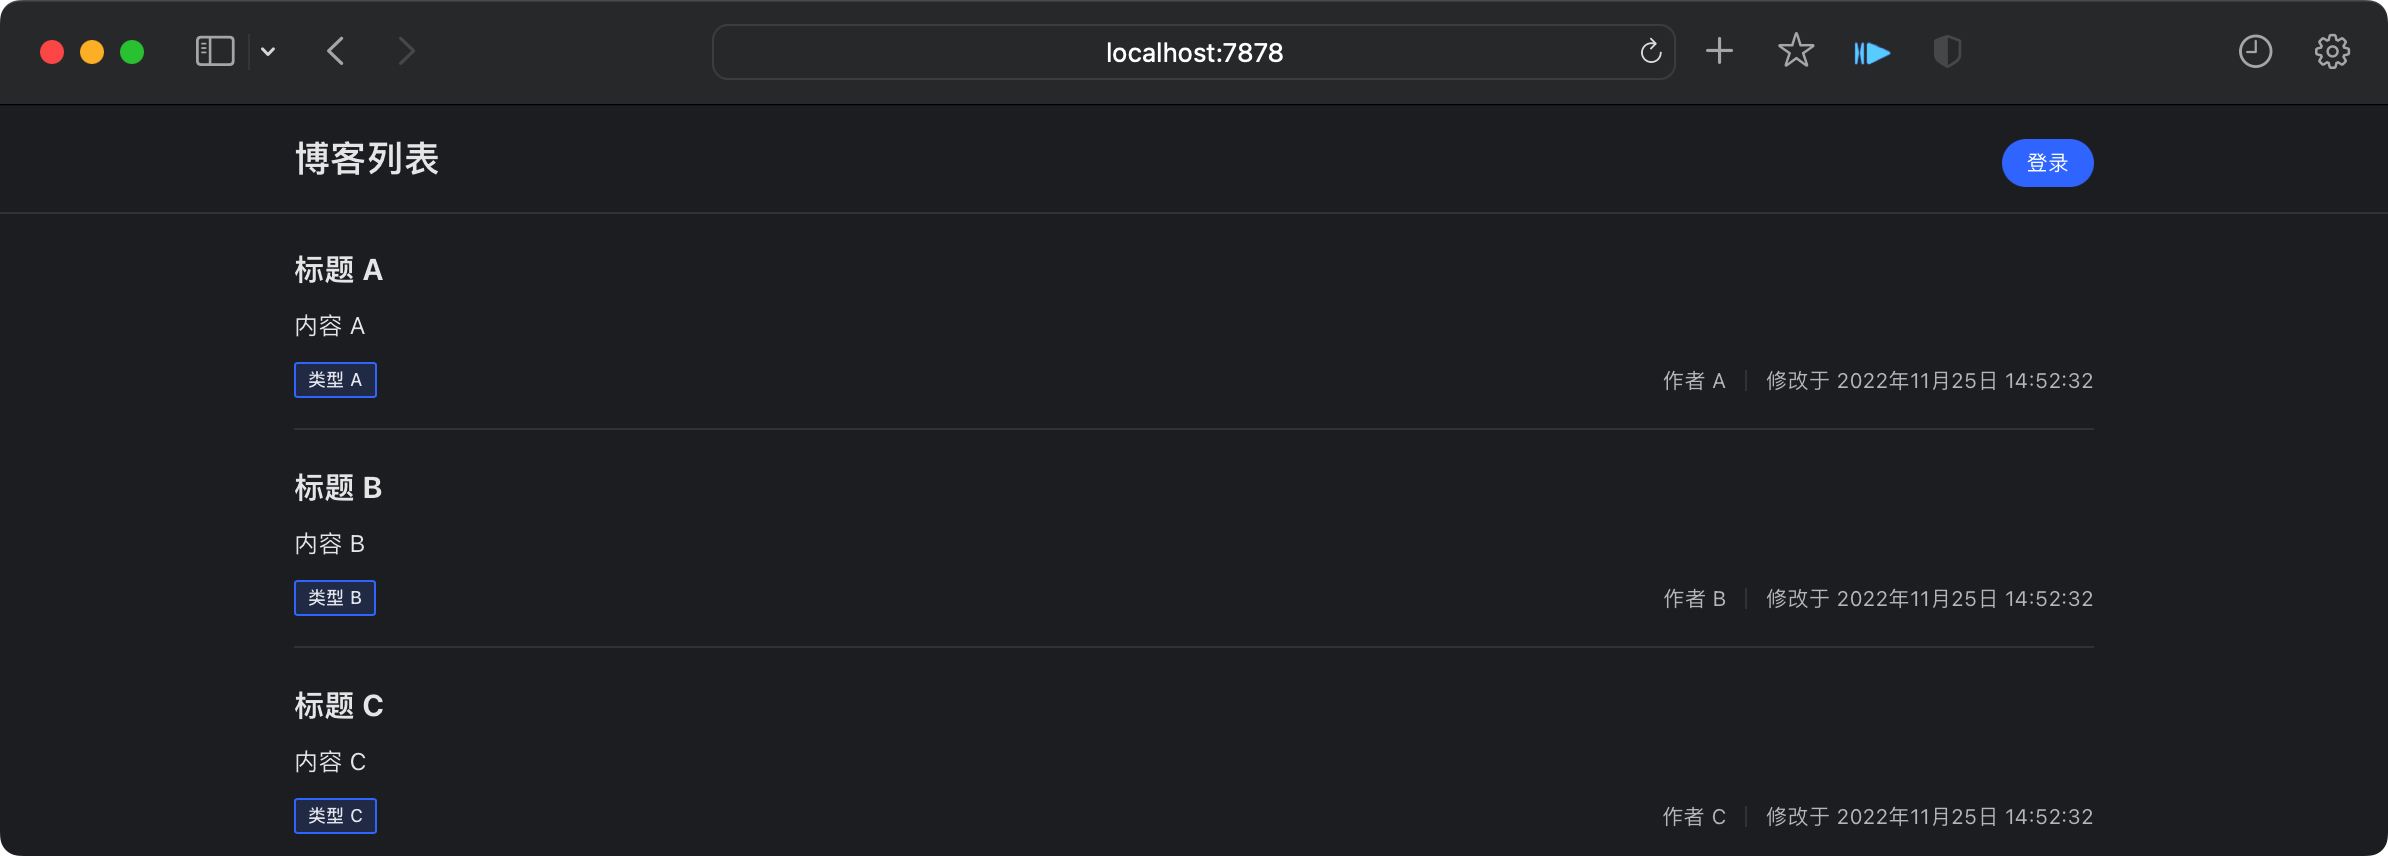 localhost:7878
博客列表
登录
标题 A
内容 A
类型 A
作者 A 修改于 2022年11月25日 14:52:32
标题 B
内容 B
类型 B
作者 B 修改于 2022年11月25日 14:52:32
标题 C
内容 C
类型 C
作者 C 修改于 2022年11月25日 14:52:32